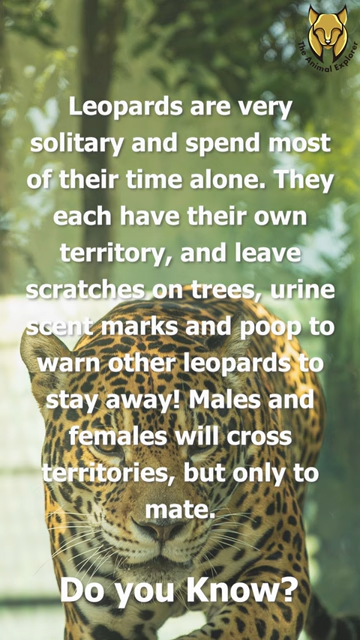 The Animal Explorer
Leopards are very
solitary and spend most
of their time alone. They
each have their own
territory, and leave
scratches on trees, urine
scent marks and poop to
warn other leopards to
stay away! Males and
females will cross
territories, but only to
mate.
Do you Know?